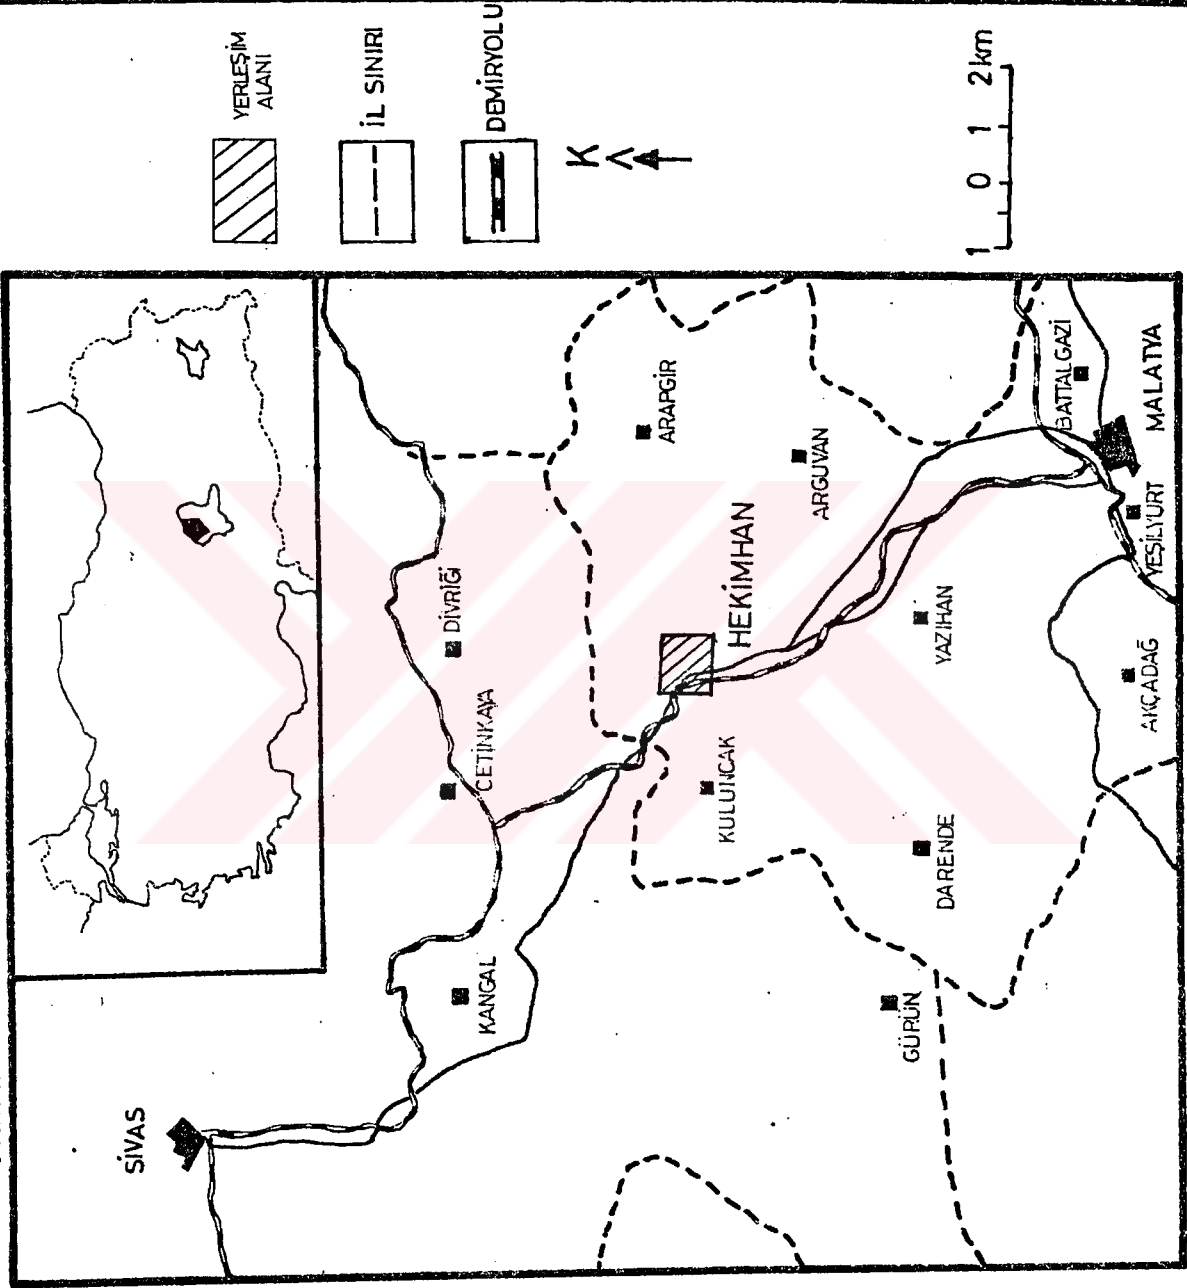 SİVAS
KANGAL
ÇETİNKAYA
DİVRİĞİ
GÜRÜN
DARENDE
KULUNCAK
HEKİMHAN
ARAPGİR
ARGUVAN
YAZIHAN
AKÇADAĞ
YEŞİLYURT
BATTALGAZİ
MALATYA
YERLEŞİM
ALANI
İL SINIRI
DEMİRYOLU
K
1 0 1 2km